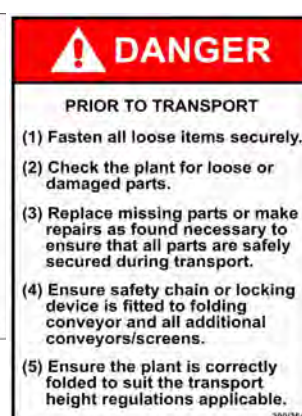 DANGER
PRIOR TO TRANSPORT
(1) Fasten all loose items securely.
(2) Check the plant for loose or
damaged parts.
(3) Replace missing parts or make
repairs as found necessary to
ensure that all parts are safely
secured during transport.
(4) Ensure safety chain or locking
device is fitted to folding
conveyor and all additional
conveyors/screens.
(5) Ensure the plant is correctly
folded to suit the transport
height regulations applicable.